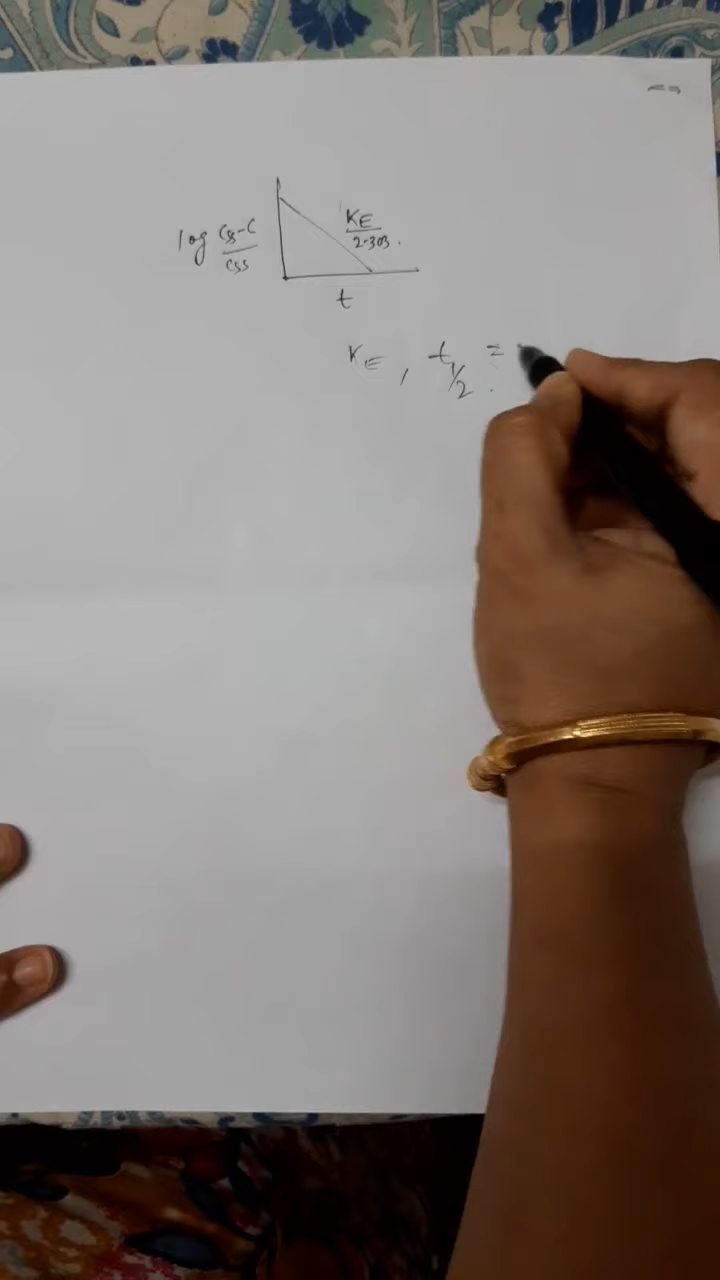 log Css-C / Css
KE / 2.303.
t
KE, t1/2 =